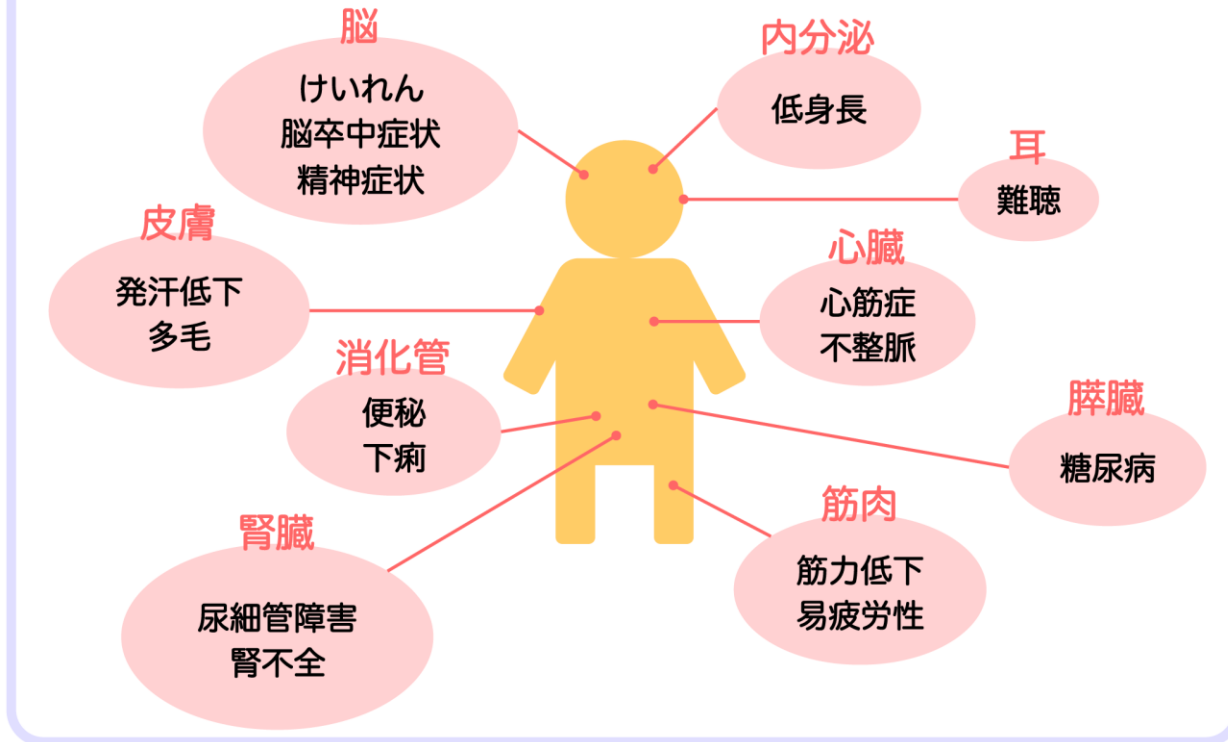 脳
けいれん
脳卒中症状
精神症状
内分泌
低身長
耳
難聴
皮膚
発汗低下
多毛
心臓
心筋症
不整脈
消化管
便秘
下痢
膵臓
糖尿病
腎臓
尿細管障害
腎不全
筋肉
筋力低下
易疲労性